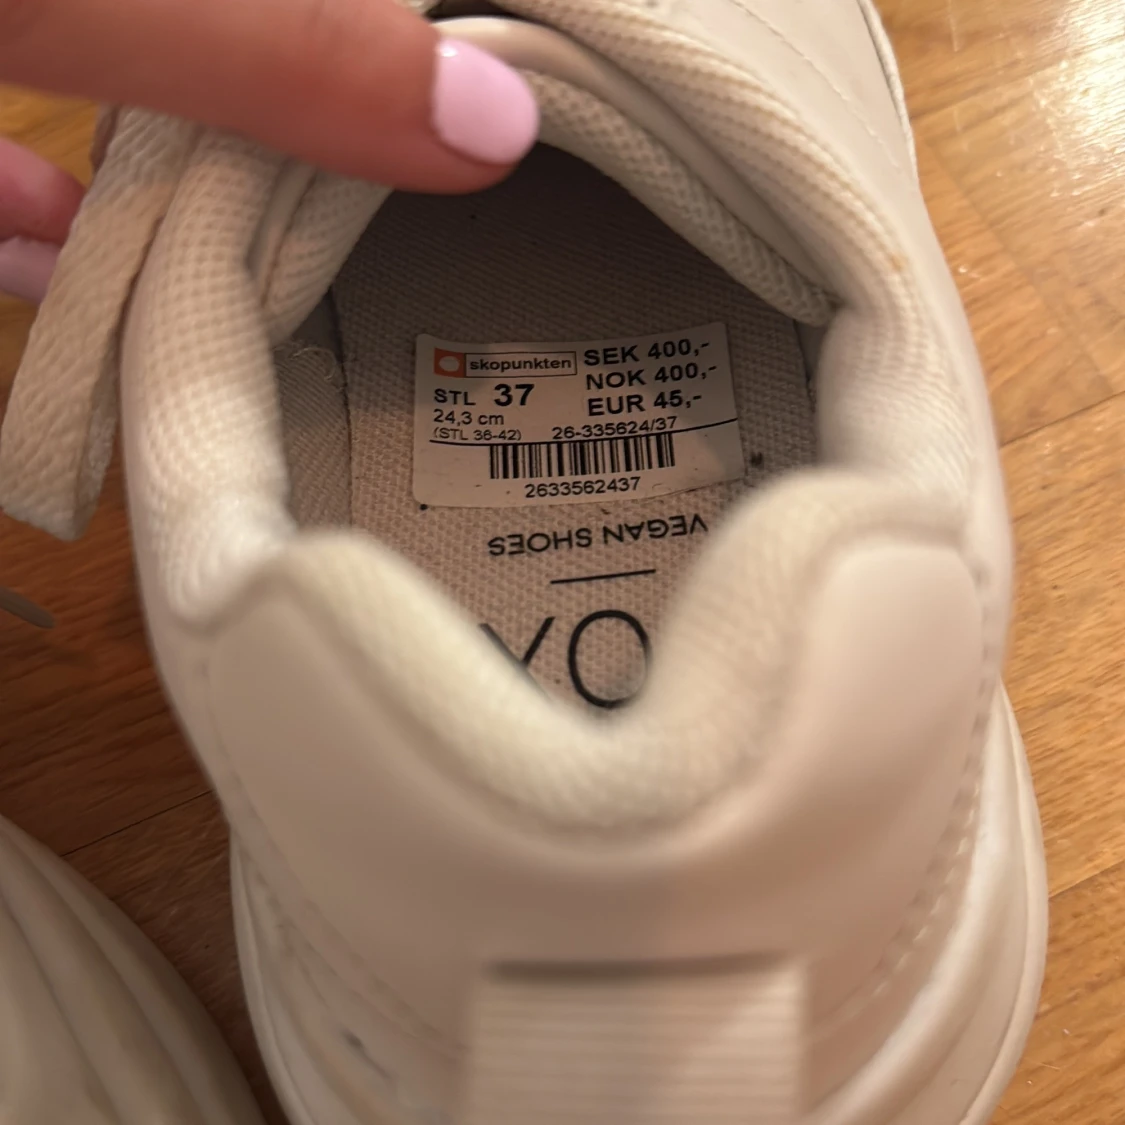 skopunkten
SEK 400,-
STL 37
NOK 400,-
24,3 cm
EUR 45,-
(STL 36-42)
26-335624/37
2633562437
VEGAN SHOES